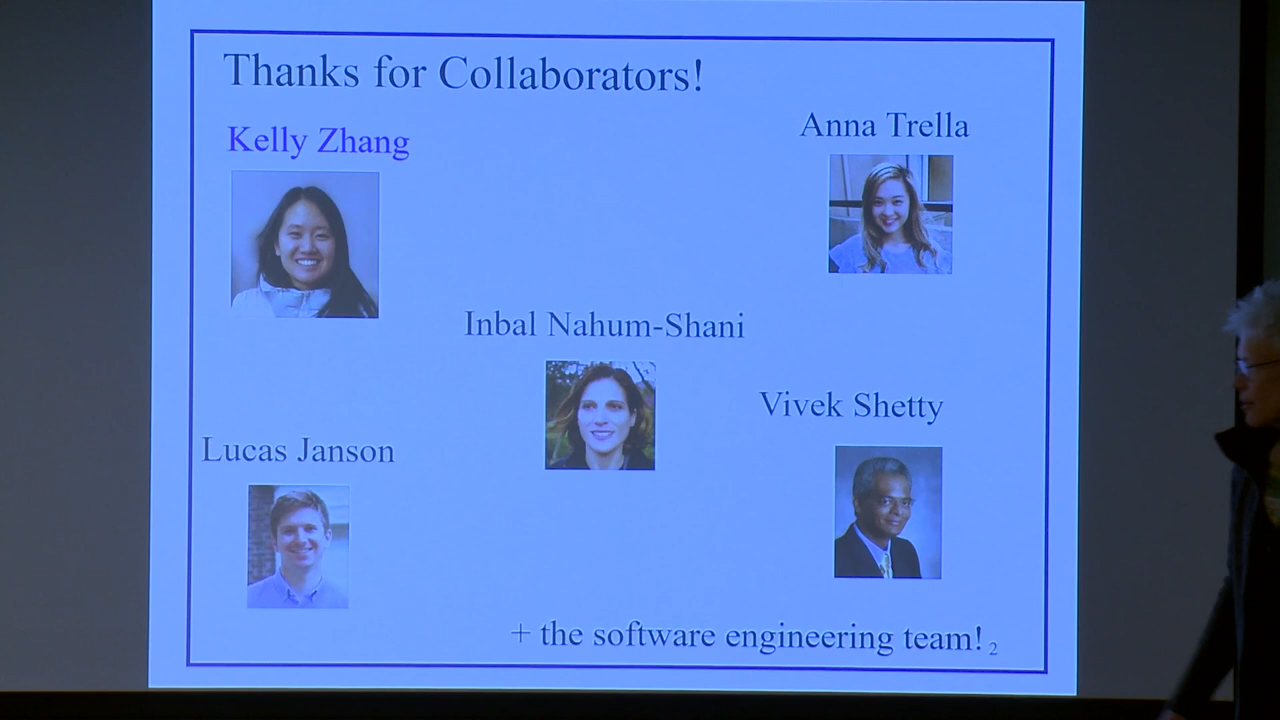 Thanks for Collaborators!
Kelly Zhang
Anna Trella
Inbal Nahum-Shani
Vivek Shetty
Lucas Janson
+ the software engineering team!
2